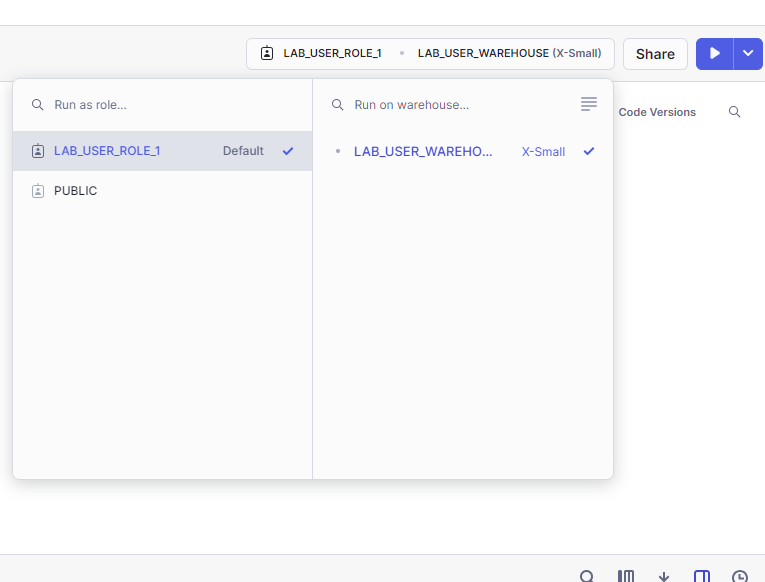 LAB_USER_ROLE_1 LAB_USER_WAREHOUSE (X-Small) Share
Run as role... Run on warehouse... Code Versions
LAB_USER_ROLE_1 Default LAB_USER_WAREHO... X-Small
PUBLIC